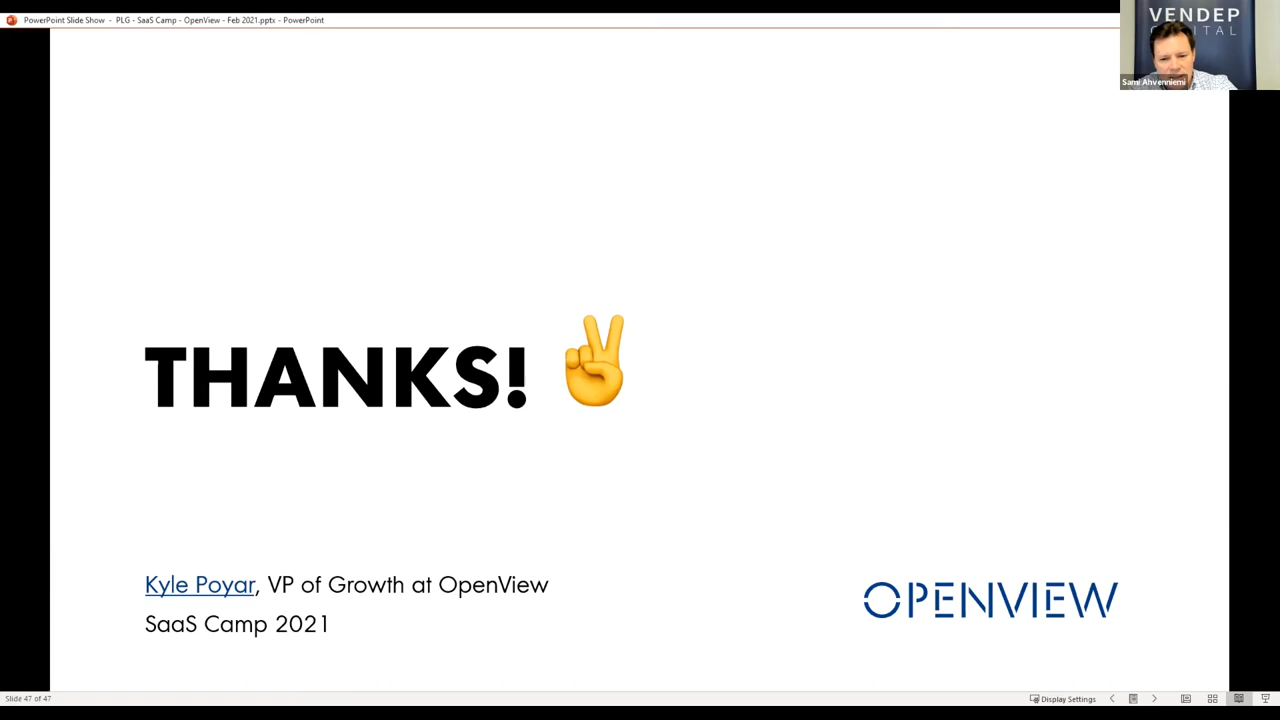 PowerPoint Slide Show - PLG - SaaS Camp - OpenView - Feb 2021.pptx - PowerPoint
VENDEP
CAPITAL
Sami Ahvenniemi
THANKS! ✌
Kyle Poyar, VP of Growth at OpenView
SaaS Camp 2021
OPENVIEW
Slide 47 of 47
Display Settings